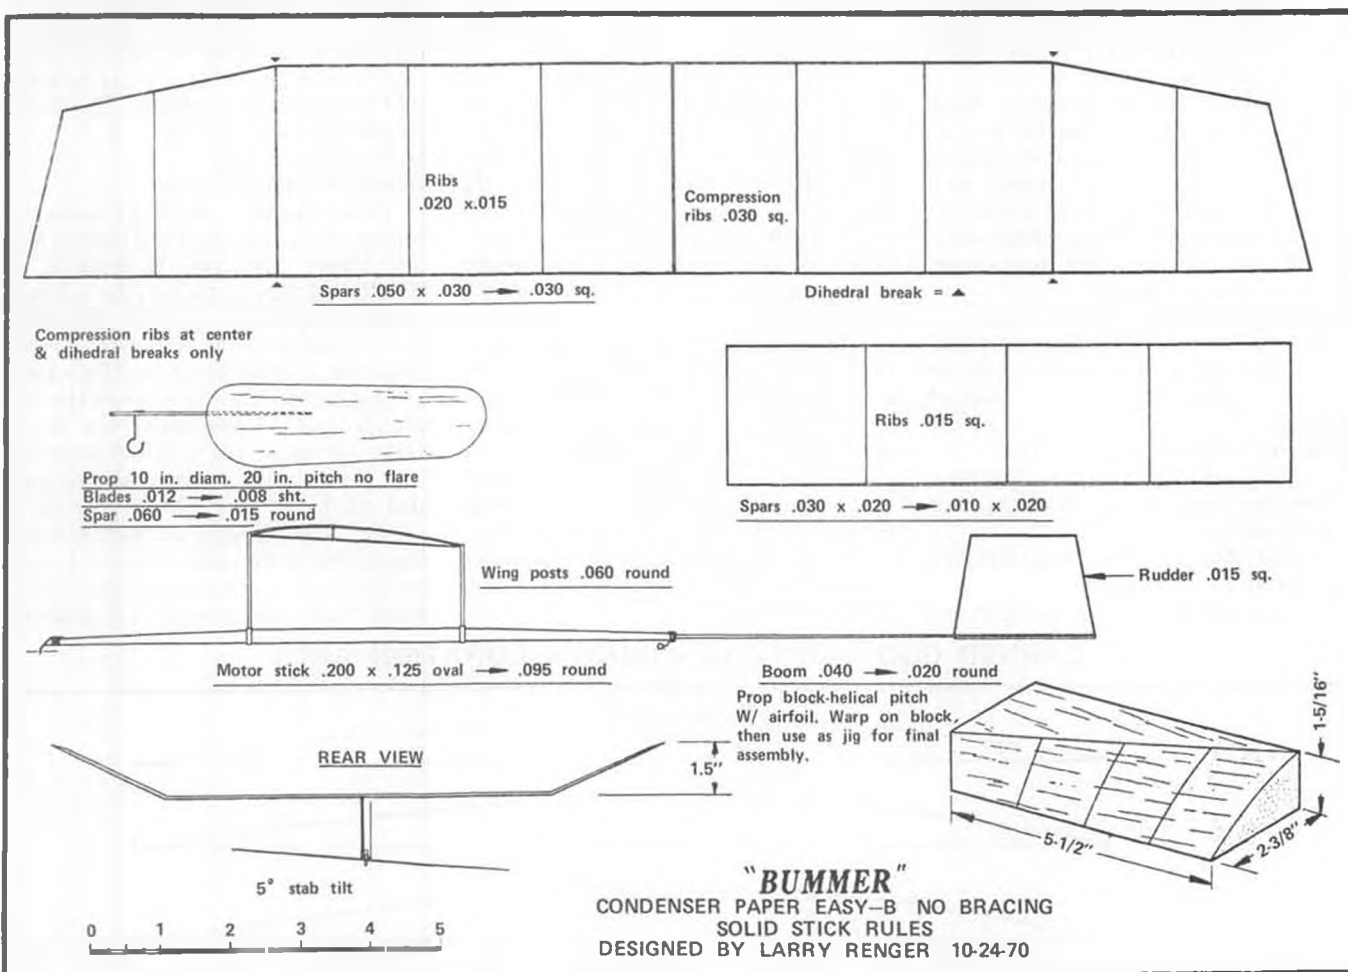 Ribs
.020 x.015
Compression
ribs .030 sq.
Spars .050 x .030 → .030 sq.
Dihedral break = ▲
Compression ribs at center
& dihedral breaks only
Ribs .015 sq.
Prop 10 in. diam. 20 in. pitch no flare
Blades .012 → .008 sht.
Spar .060 → .015 round
Spars .030 x .020 → .010 x .020
Wing posts .060 round
Rudder .015 sq.
Motor stick .200 x .125 oval → .095 round
Boom .040 → .020 round
Prop block-helical pitch
W/ airfoil. Warp on block,
then use as jig for final
assembly.
1-5/16"
REAR VIEW
1.5"
5-1/2"
2-3/8"
5° stab tilt
"BUMMER"
CONDENSER PAPER EASY–B NO BRACING
SOLID STICK RULES
DESIGNED BY LARRY RENGER 10-24-70
0 1 2 3 4 5